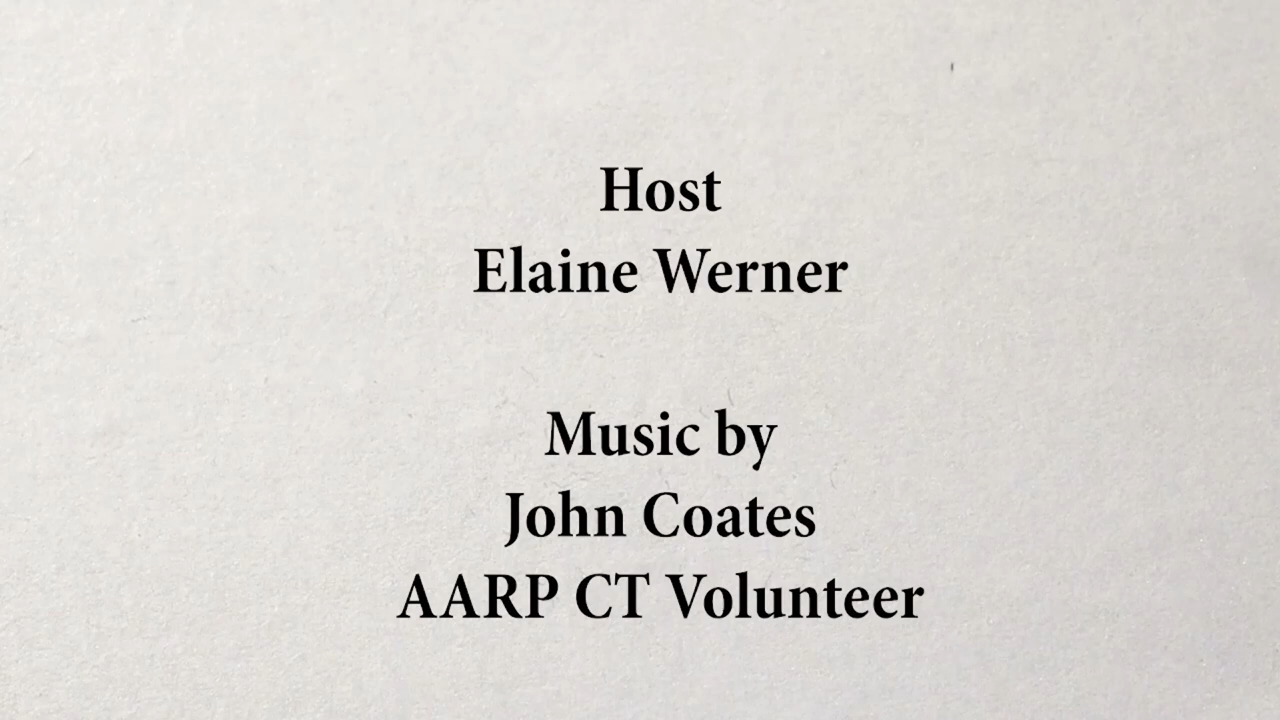 Host
Elaine Werner
Music by
John Coates
AARP CT Volunteer